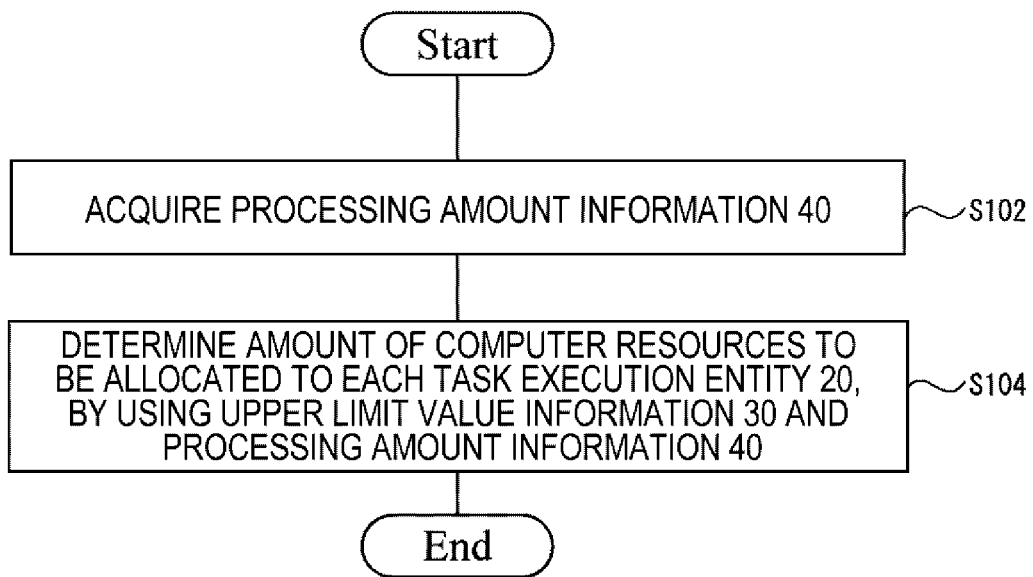 Start
ACQUIRE PROCESSING AMOUNT INFORMATION 40
S102
DETERMINE AMOUNT OF COMPUTER RESOURCES TO
BE ALLOCATED TO EACH TASK EXECUTION ENTITY 20,
BY USING UPPER LIMIT VALUE INFORMATION 30 AND
PROCESSING AMOUNT INFORMATION 40
S104
End